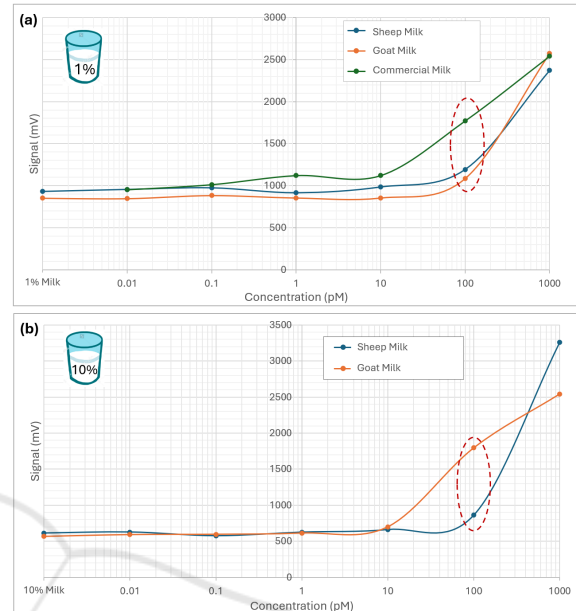 (a)
1%
Sheep Milk
Goat Milk
Commercial Milk
Signal (mV)
3000
2500
2000
1500
1000
500
0
1% Milk 0.01 0.1 1 10 100 1000
Concentration (pM)
(b)
10%
Sheep Milk
Goat Milk
Signal (mV)
3500
3000
2500
2000
1500
1000
500
0
10% Milk 0.01 0.1 1 10 100 1000
Concentration (pM)